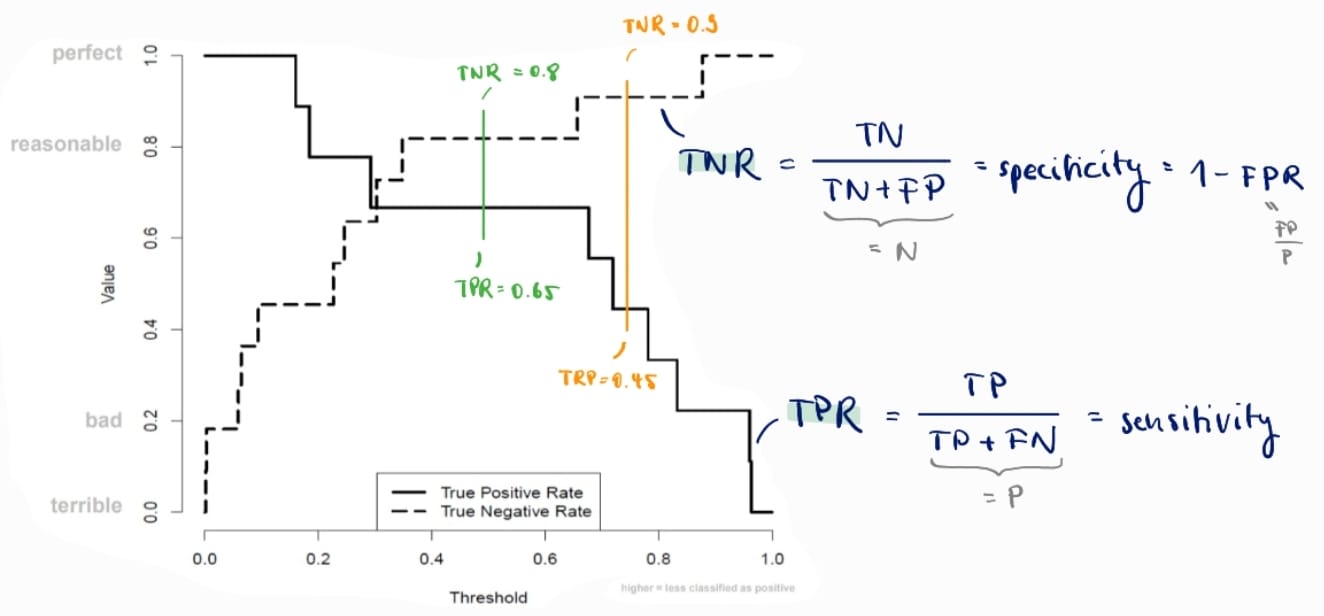 TNR = 0.9
perfect
1.0
TNR = 0.8
reasonable
0.8
TNR = TN / TN + FP = specificity = 1 - FPR
= N
" FP / P
0.6
Value
TPR = 0.65
0.4
TRP = 0.45
TPR = TP / TP + FN = sensitivity
= P
bad
0.2
terrible
0.0
True Positive Rate
True Negative Rate
0.0 0.2 0.4 0.6 0.8 1.0
higher = less classified as positive
Threshold